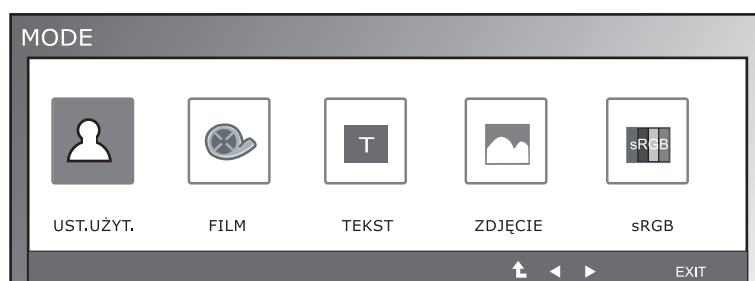 MODE
T
sRGB
UST.UŻYT. FILM TEKST ZDJĘCIE sRGB
EXIT